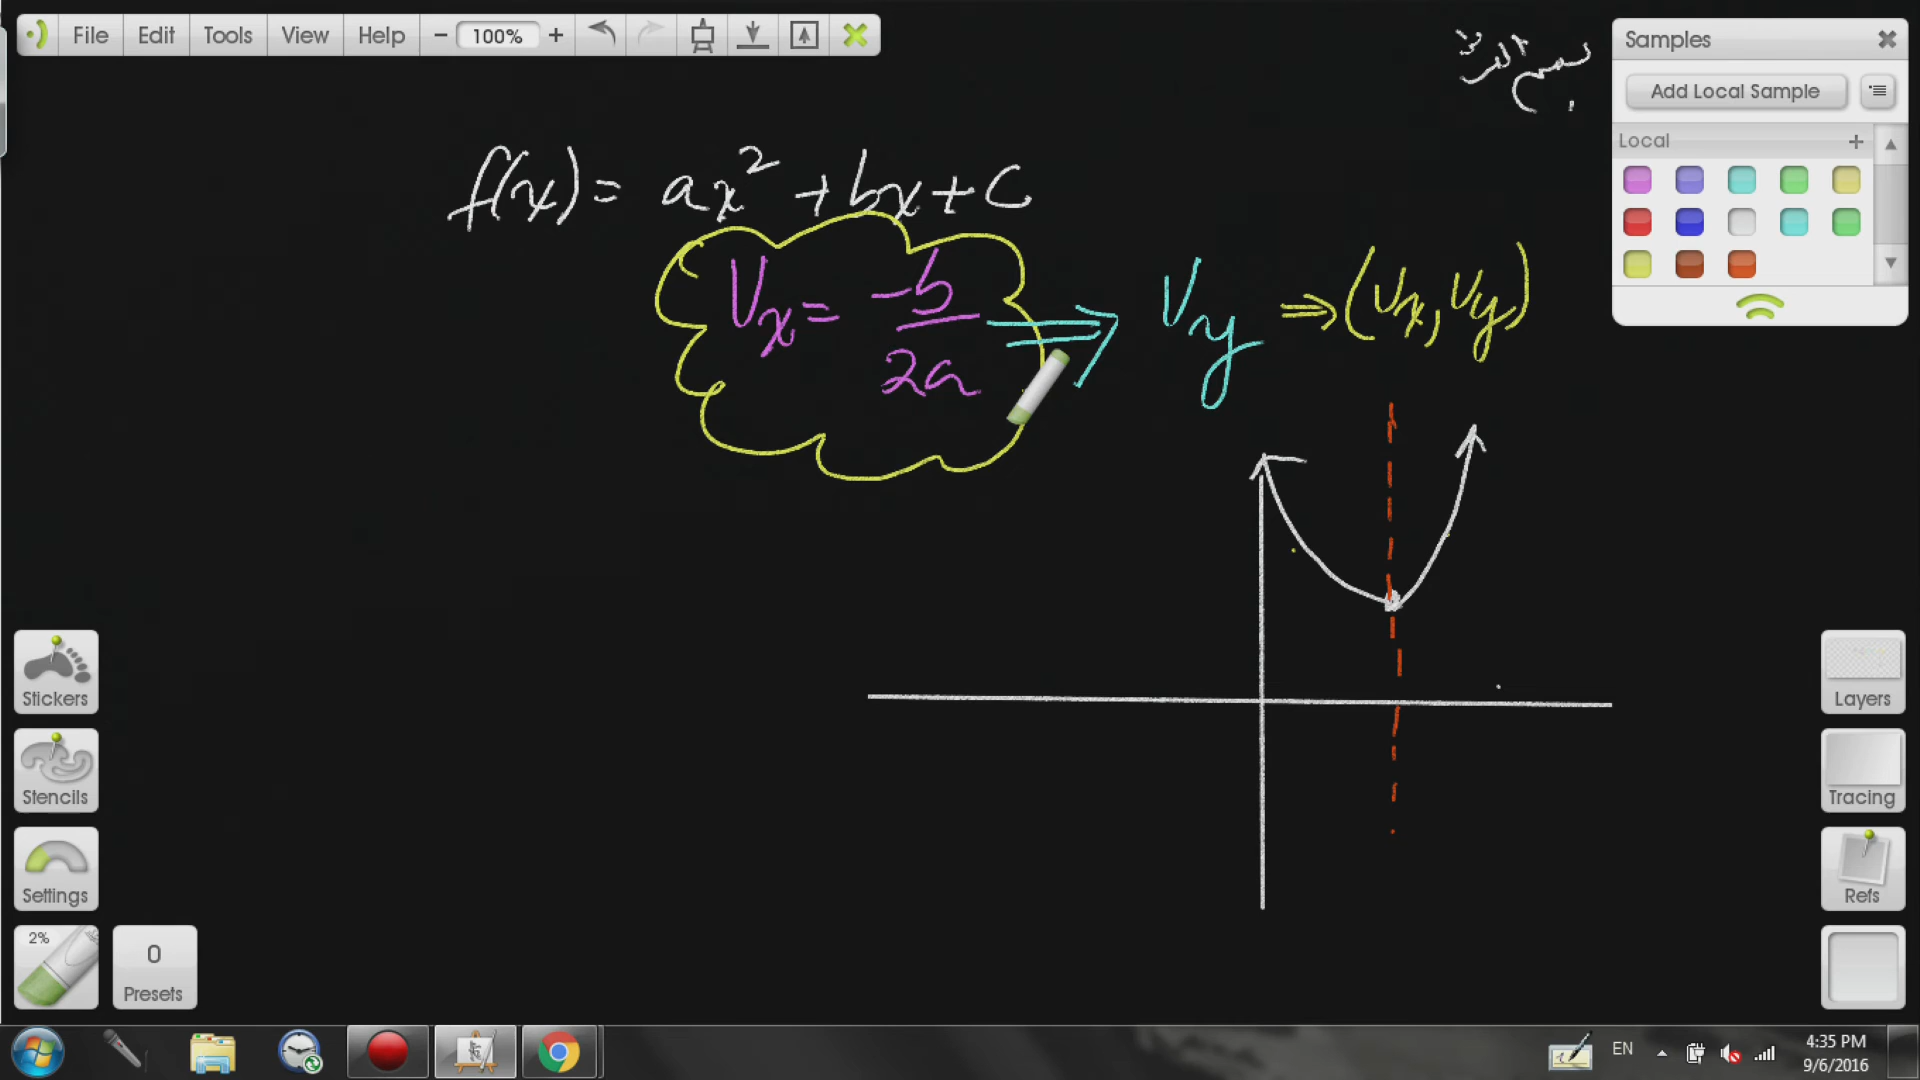 File Edit Tools View Help − 100% +
بسم الله
Samples
Add Local Sample
Local +
f(x) = ax² + bx + c
Vx = -b/2a ⇒ Vy ⇒ (Vx, Vy)
Stickers
Stencils
Settings
2%
0
Presets
Layers
Tracing
Refs
EN
4:35 PM
9/6/2016